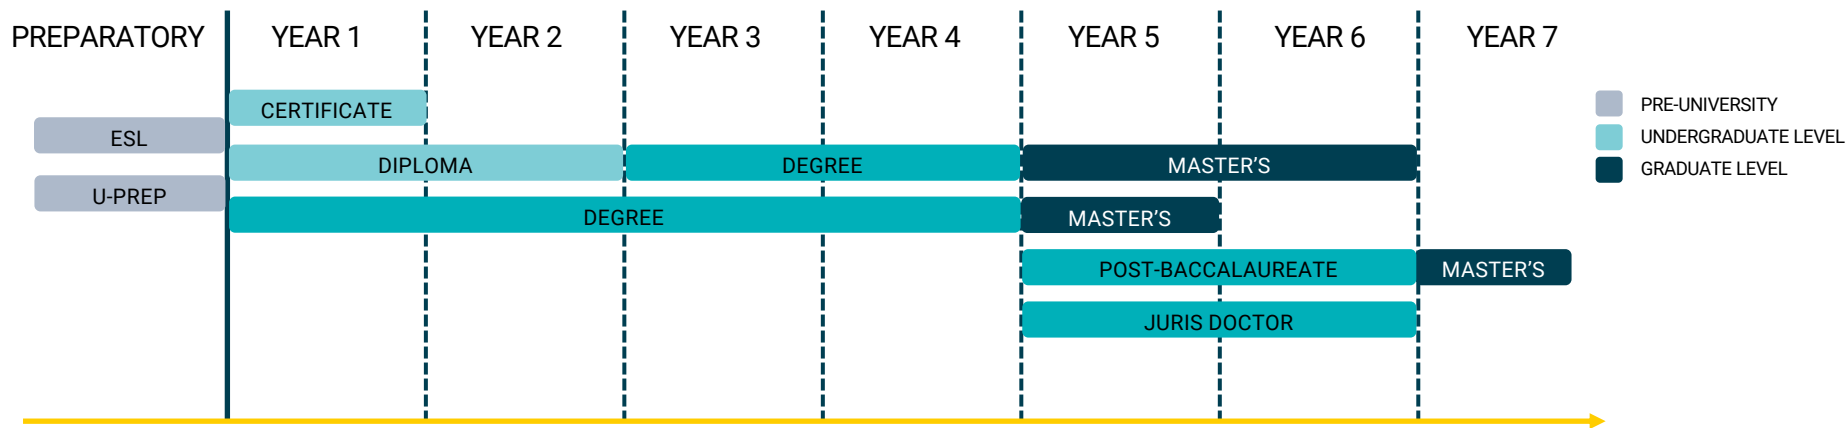 PREPARATORY YEAR 1 YEAR 2 YEAR 3 YEAR 4 YEAR 5 YEAR 6 YEAR 7
CERTIFICATE
ESL
DIPLOMA DEGREE MASTER'S
U-PREP
DEGREE MASTER'S
POST-BACCALAUREATE MASTER'S
JURIS DOCTOR
PRE-UNIVERSITY
UNDERGRADUATE LEVEL
GRADUATE LEVEL